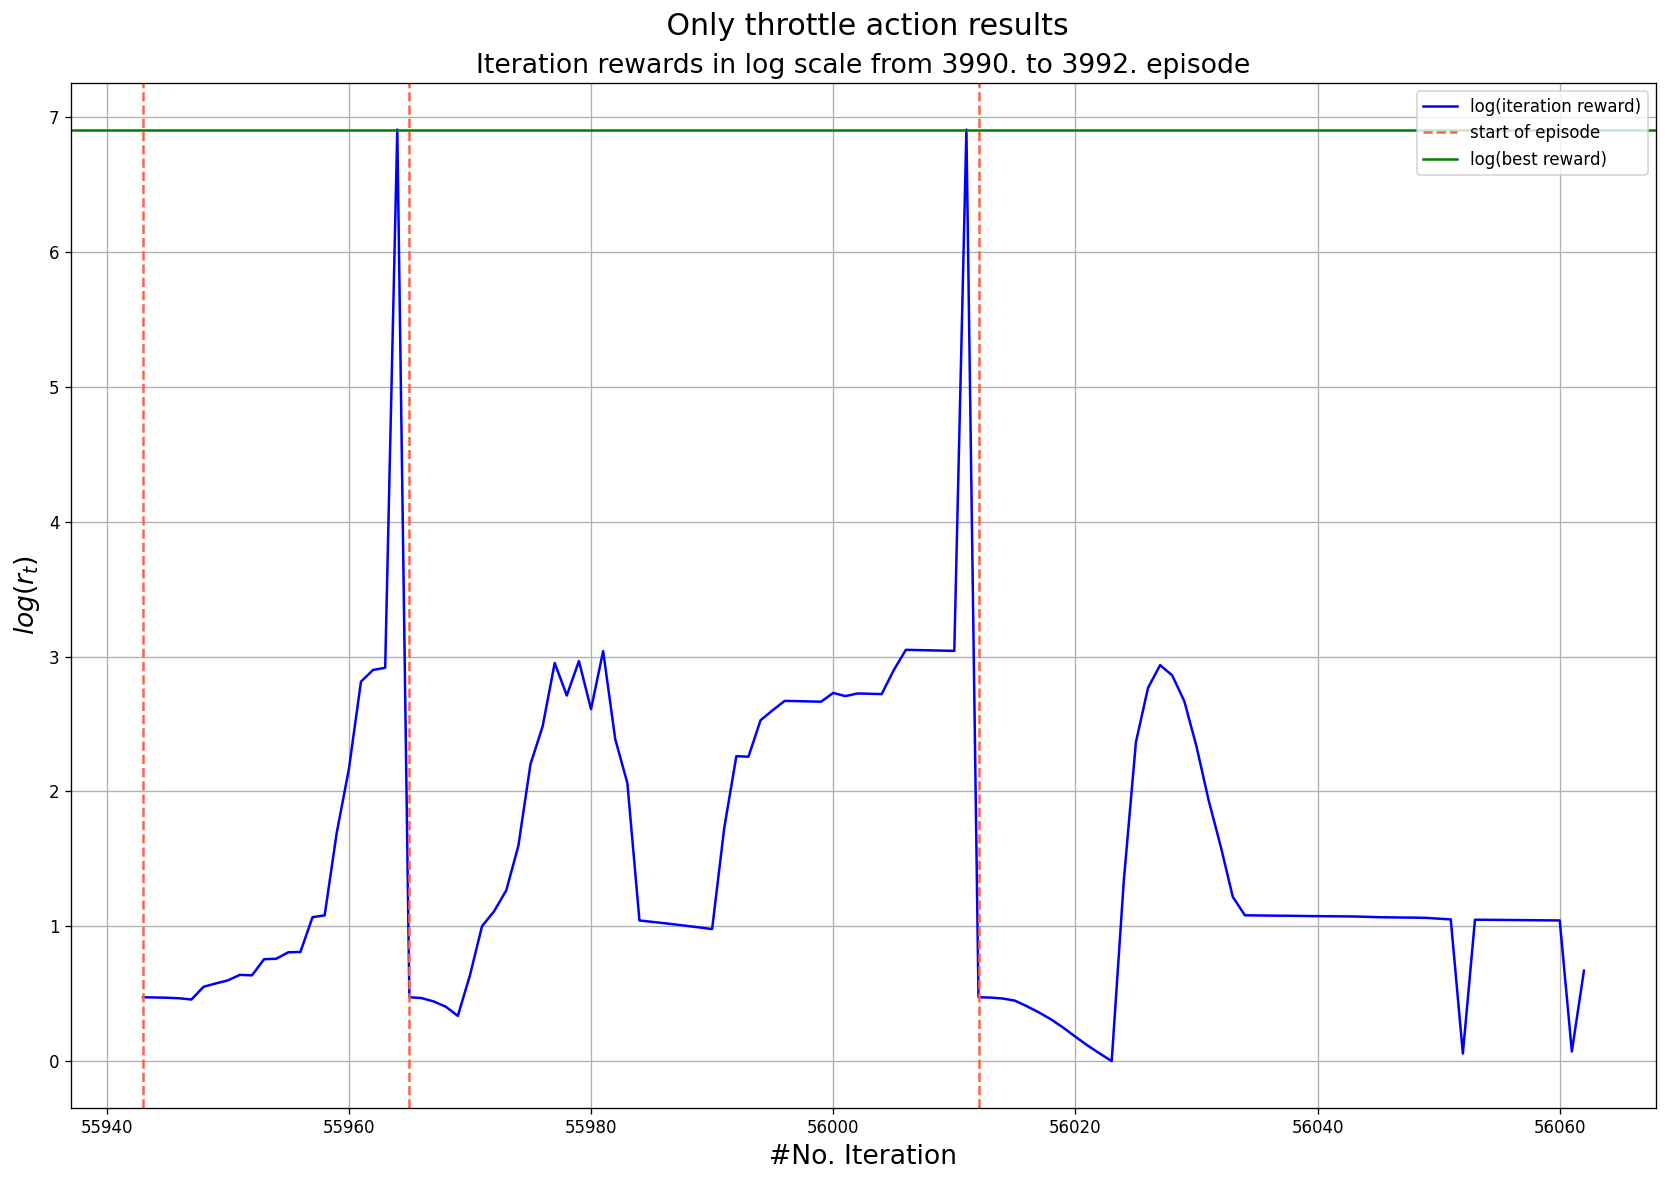 Only throttle action results
Iteration rewards in log scale from 3990. to 3992. episode
7
6
5
4
3
2
1
0
log(r_t)
log(iteration reward)
start of episode
log(best reward)
55940 55960 55980 56000 56020 56040 56060
#No. Iteration